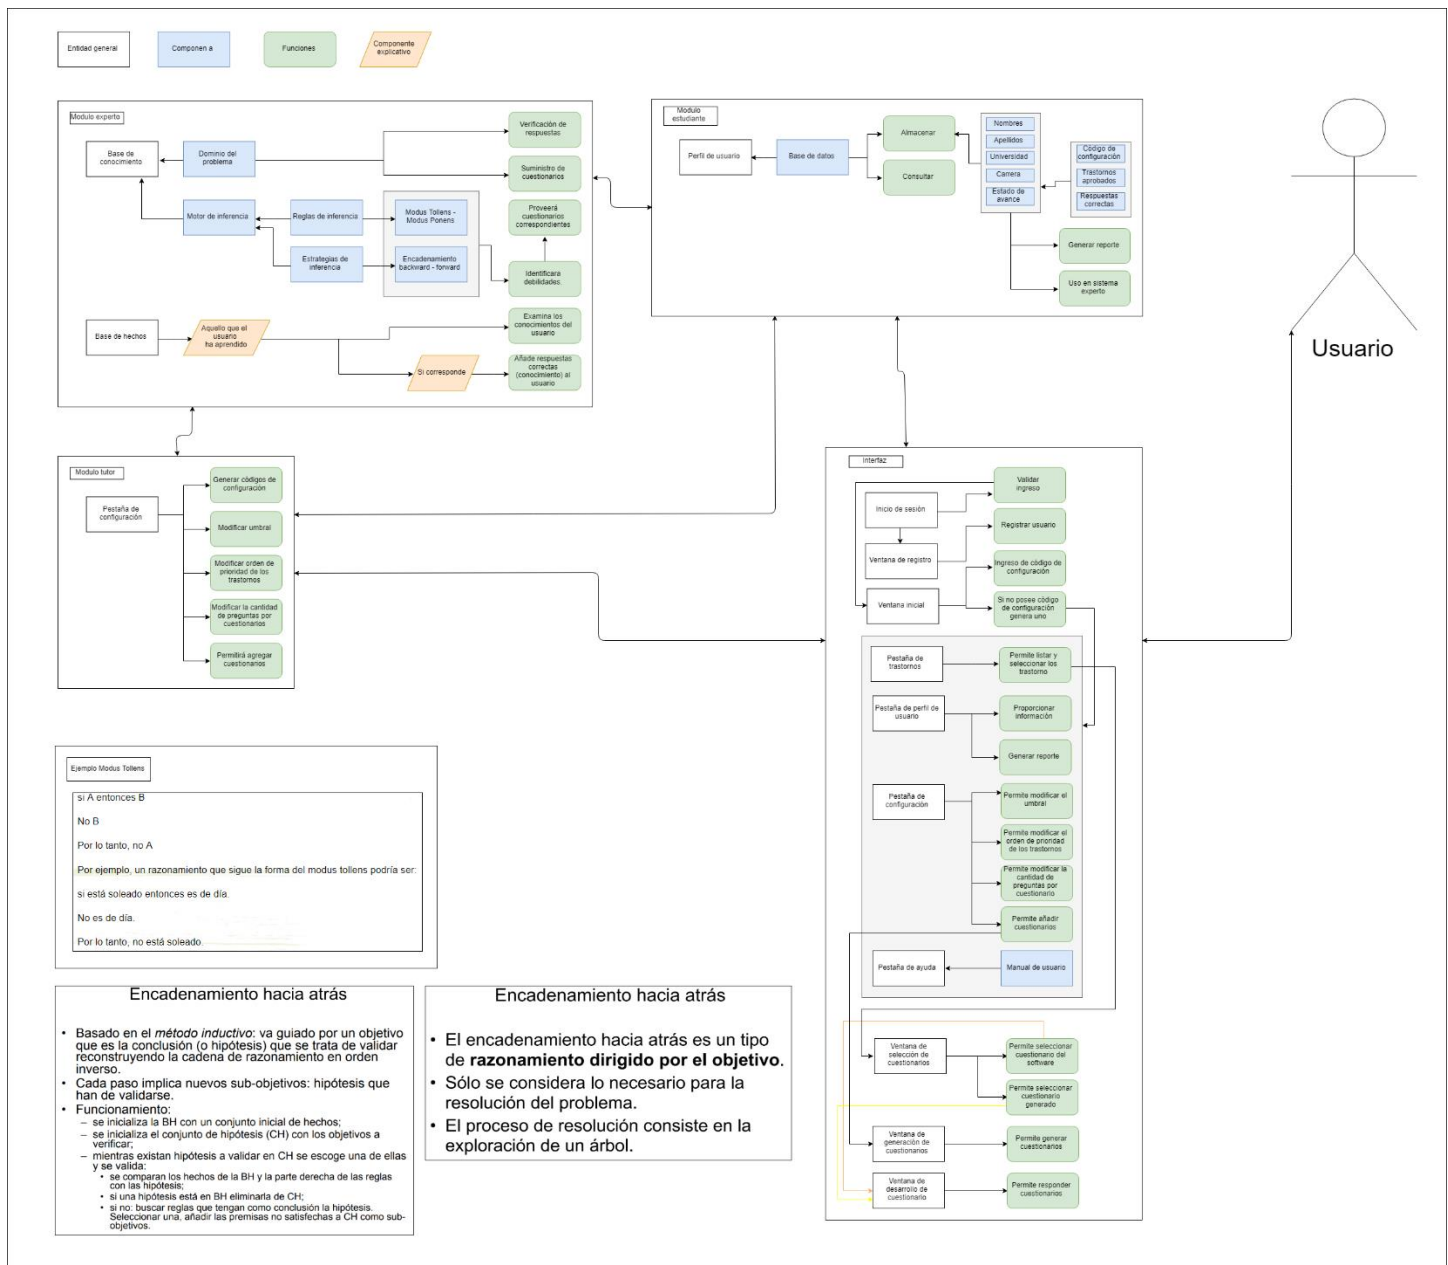 Entidad general
Componen a
Funciones
Componente
explicativo
Modulo experto
Base de
conocimiento
Dominio del
problema
Verificación de
respuestas
Suministro de
cuestionarios
Motor de inferencia
Reglas de inferencia
Modus Tollens -
Modus Ponens
Proveerá
cuestionarios
correspondientes
Estrategias de
inferencia
Encadenamiento
backward - forward
Identificara
debilidades.
Base de hechos
Aquello que el
usuario
ha aprendido
Examina los
conocimientos del
usuario
Si corresponde
Añade respuestas
correctas
(conocimiento) al
usuario
Modulo
estudiante
Perfil de usuario
Base de datos
Almacenar
Consultar
Nombres
Apellidos
Universidad
Carrera
Estado de
avance
Código de
configuración
Trastornos
aprobados
Respuestas
correctas
Generar reporte
Uso en sistema
experto
Usuario
Modulo tutor
Pestaña de
configuración
Generar códigos de
configuración
Modificar umbral
Modificar orden de
prioridad de los
trastornos
Modificar la cantidad
de preguntas por
cuestionarios
Permitirá agregar
cuestionarios
interfaz
Inicio de sesión
Validar
ingreso
Ventana de registro
Registrar usuario
Ventana inicial
Ingreso de código de
configuración
Si no posee código
de configuración
genera uno
Pestaña de
trastornos
Permite listar y
seleccionar los
trastorno
Pestaña de perfil de
usuario
Proporcionar
información
Generar reporte
Pestaña de
configuración
Permite modificar el
umbral
Permite modificar el
orden de prioridad
de los trastornos
Permite modificar la
cantidad de
preguntas por
cuestionario
Permite añadir
cuestionarios
Pestaña de ayuda
Manual de usuario
Ventana de
selección de
cuestionarios
Permite seleccionar
cuestionario del
software
Permite seleccionar
cuestionario
generado
Ventana de
generación de
cuestionarios
Permite generar
cuestionarios
Ventana de
desarrollo de
cuestionario
Permite responder
cuestionarios
Ejemplo Modus Tollens
si A entonces B
No B
Por lo tanto, no A
Por ejemplo, un razonamiento que sigue la forma del modus tollens podría ser:
si está soleado entonces es de día.
No es de día.
Por lo tanto, no está soleado.
Encadenamiento hacia atrás
• Basado en el método inductivo: va guiado por un objetivo
que es la conclusión (o hipótesis) que se trata de validar
reconstruyendo la cadena de razonamiento en orden
inverso.
• Cada paso implica nuevos sub-objetivos: hipótesis que
han de validarse.
• Funcionamiento:
– se inicializa la BH con un conjunto inicial de hechos;
– se inicializa el conjunto de hipótesis (CH) con los objetivos a
verificar;
– mientras existan hipótesis a validar en CH se escoge una de ellas
y se valida:
• se comparan los hechos de la BH y la parte derecha de las reglas
con las hipótesis;
• si una hipótesis está en BH eliminarla de CH;
• si no: buscar reglas que tengan como conclusión la hipótesis.
Seleccionar una, añadir las premisas no satisfechas a CH como sub-
objetivos.
Encadenamiento hacia atrás
• El encadenamiento hacia atrás es un tipo
de razonamiento dirigido por el objetivo.
• Sólo se considera lo necesario para la
resolución del problema.
• El proceso de resolución consiste en la
exploración de un árbol.